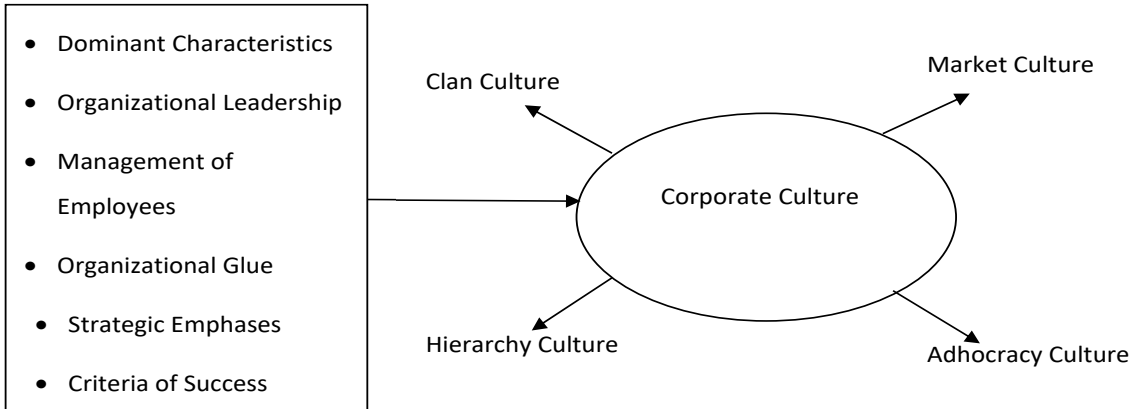 • Dominant Characteristics
• Organizational Leadership
• Management of
Employees
• Organizational Glue
• Strategic Emphases
• Criteria of Success
Clan Culture
Market Culture
Corporate Culture
Hierarchy Culture
Adhocracy Culture